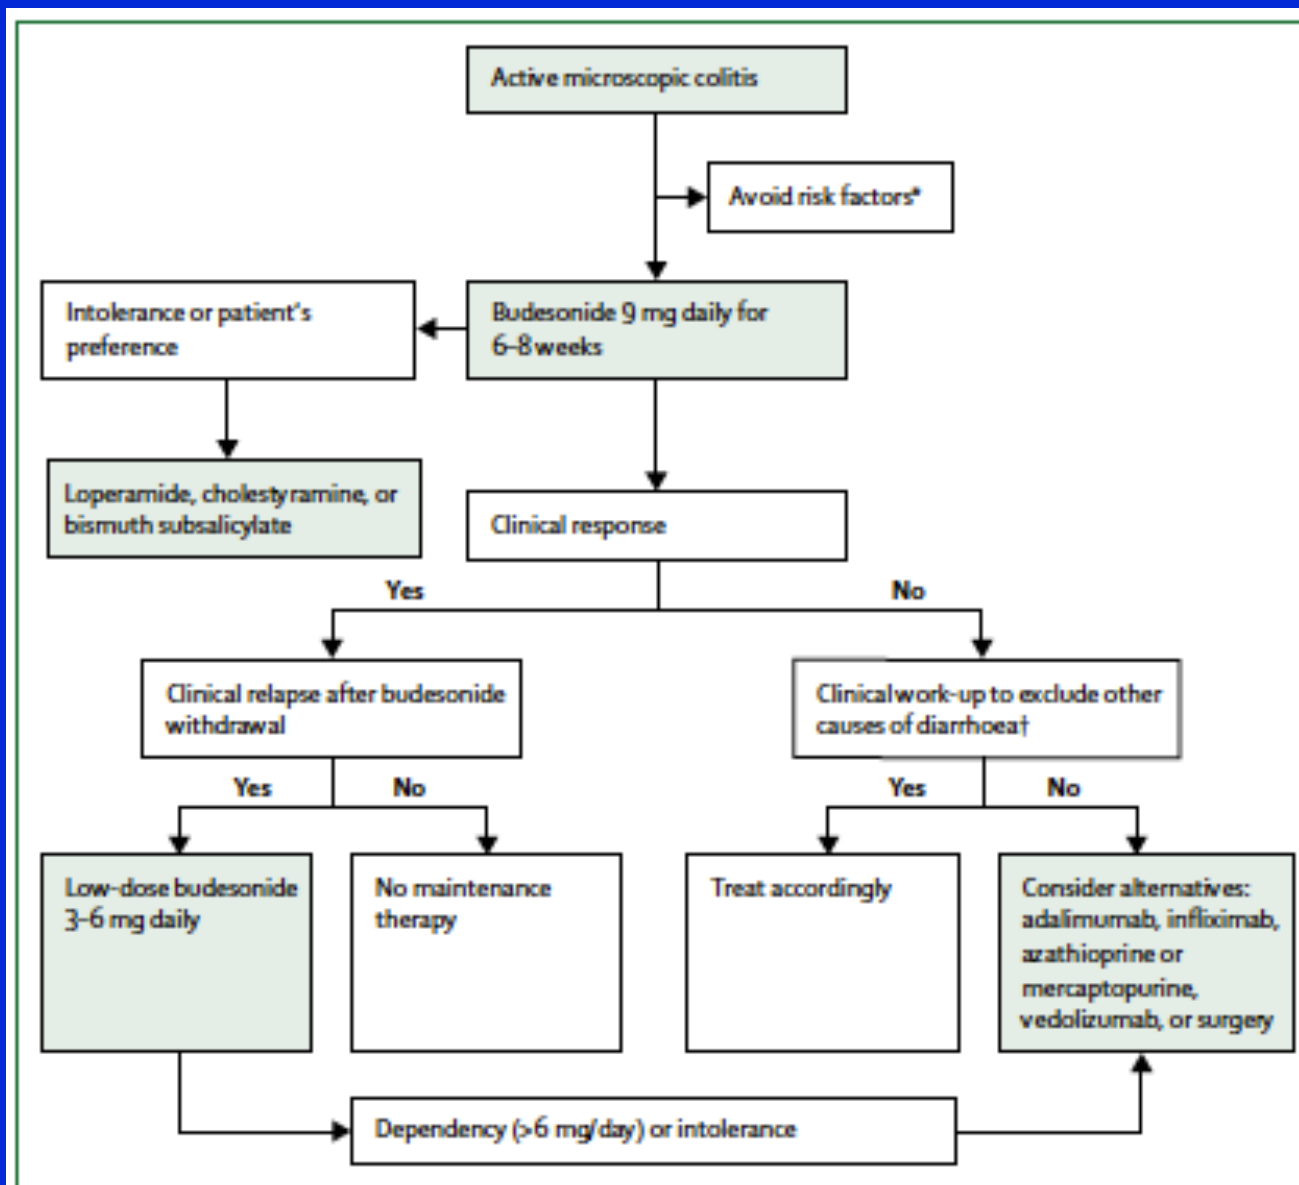 Active microscopic colitis
Avoid risk factors*
Intolerance or patient's
preference
Budesonide 9 mg daily for
6–8 weeks
Loperamide, cholestyramine, or
bismuth subsalicylate
Clinical response
Yes
No
Clinical relapse after budesonide
withdrawal
Clinical work-up to exclude other
causes of diarrhoea†
Yes
No
Yes
No
Low-dose budesonide
3–6 mg daily
No maintenance
therapy
Treat accordingly
Consider alternatives:
adalimumab, infliximab,
azathioprine or
mercaptopurine,
vedolizumab, or surgery
Dependency (>6 mg/day) or intolerance